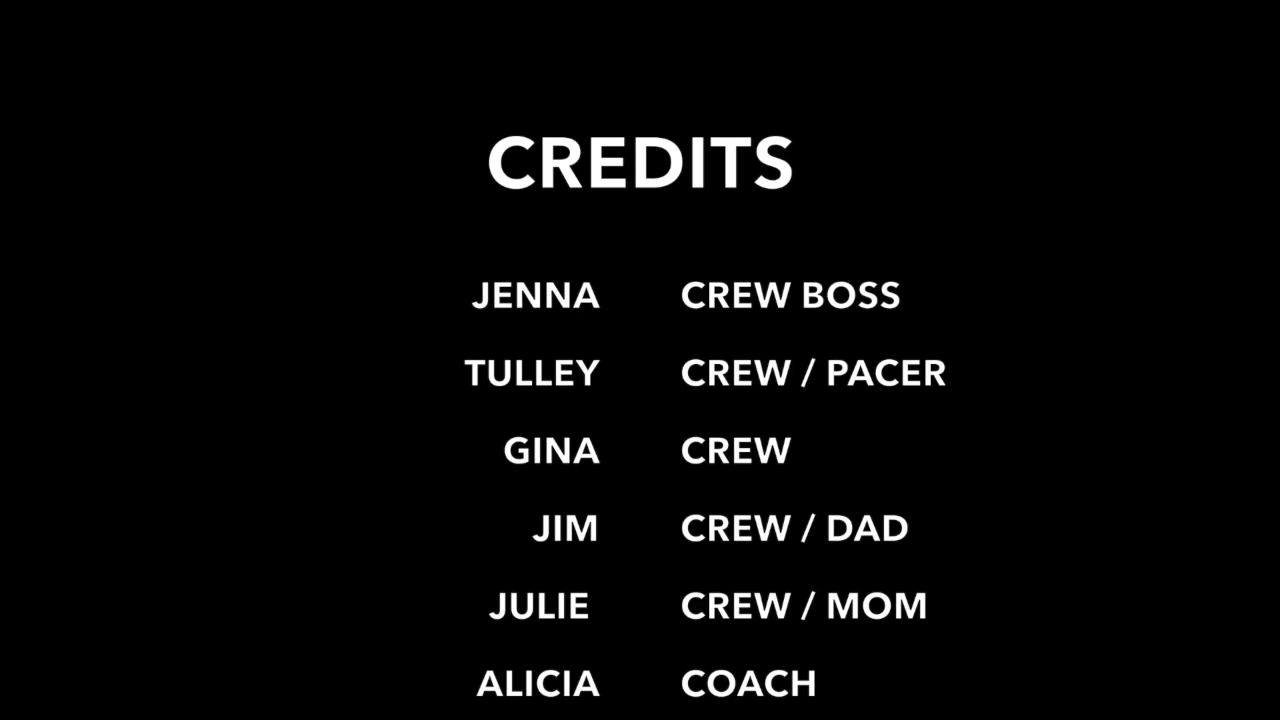 CREDITS
JENNA CREW BOSS
TULLEY CREW / PACER
GINA CREW
JIM CREW / DAD
JULIE CREW / MOM
ALICIA COACH